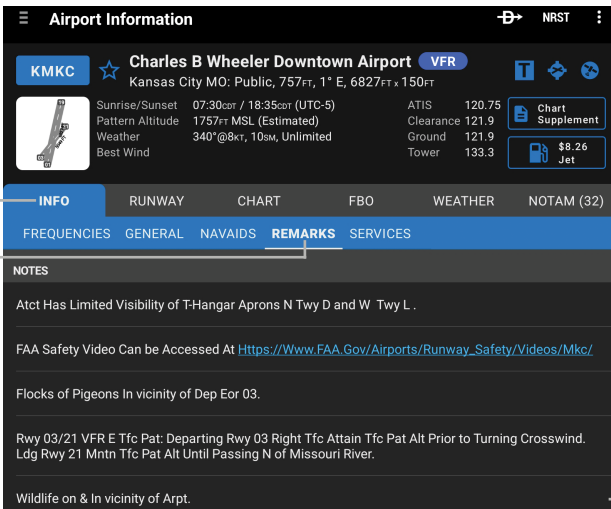 Airport Information
D NRST
KMKC
Charles B Wheeler Downtown Airport VFR
Kansas City MO: Public, 757FT, 1° E, 6827FT x 150FT
T
Sunrise/Sunset 07:30CDT / 18:35CDT (UTC-5)
Pattern Altitude 1757FT MSL (Estimated)
Weather 340°@8KT, 10SM, Unlimited
Best Wind
ATIS 120.75
Clearance 121.9
Ground 121.9
Tower 133.3
Chart
Supplement
$8.26
Jet
INFO RUNWAY CHART FBO WEATHER NOTAM (32)
FREQUENCIES GENERAL NAVAIDS REMARKS SERVICES
NOTES
Atct Has Limited Visibility of T-Hangar Aprons N Twy D and W Twy L .
FAA Safety Video Can be Accessed At Https://Www.FAA.Gov/Airports/Runway_Safety/Videos/Mkc/
Flocks of Pigeons In vicinity of Dep Eor 03.
Rwy 03/21 VFR E Tfc Pat: Departing Rwy 03 Right Tfc Attain Tfc Pat Alt Prior to Turning Crosswind.
Ldg Rwy 21 Mntn Tfc Pat Alt Until Passing N of Missouri River.
Wildlife on & In vicinity of Arpt.